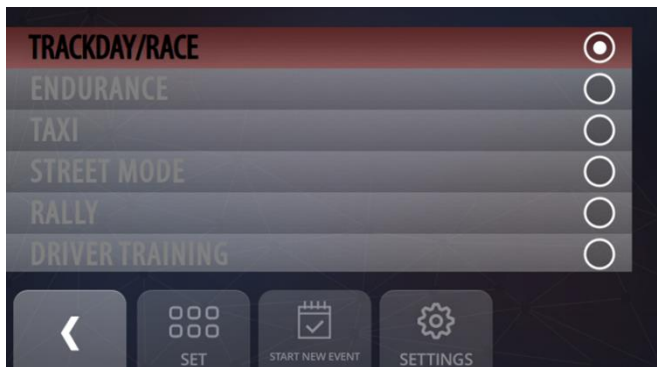 TRACKDAY/RACE
ENDURANCE
TAXI
STREET MODE
RALLY
DRIVER TRAINING
SET
START NEW EVENT
SETTINGS